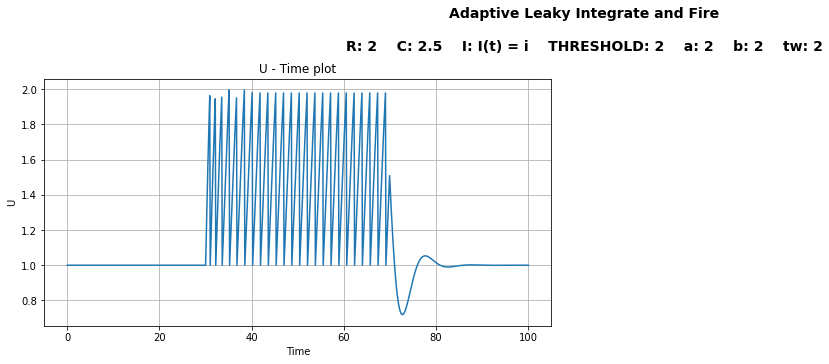 Adaptive Leaky Integrate and Fire
R: 2 C: 2.5 I: I(t) = i THRESHOLD: 2 a: 2 b: 2 tw: 2
U - Time plot
2.0
1.8
1.6
1.4
1.2
1.0
0.8
U
0 20 40 60 80 100
Time